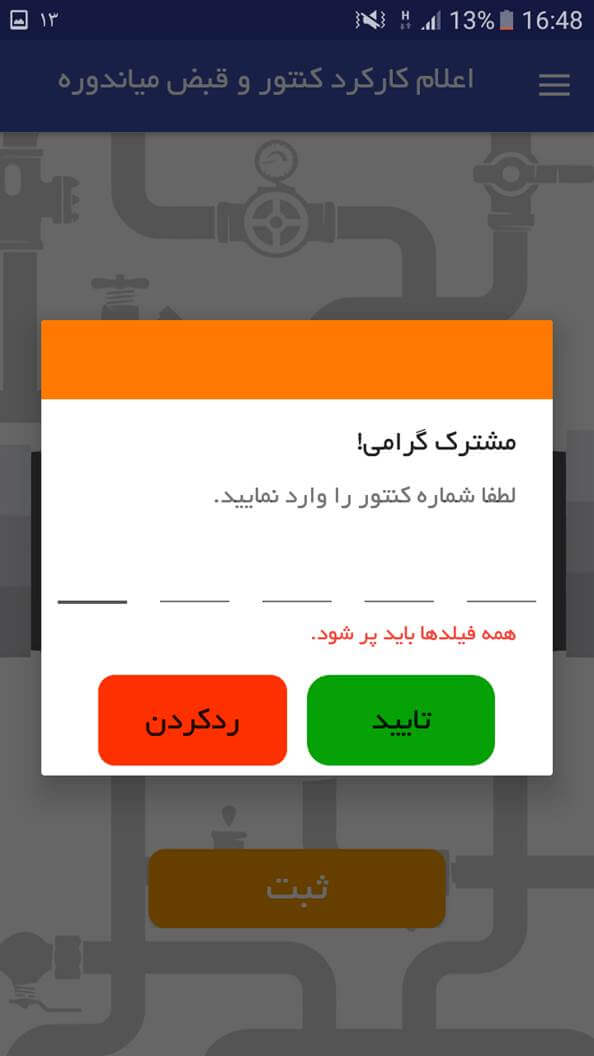 ۱۳ H 13% 16:48
اعلام کارکرد کنتور و قبض میاندوره
مشترک گرامی!
لطفا شماره کنتور را وارد نمایید.
همه فیلدها باید پر شود.
تایید
ردکردن
ثبت